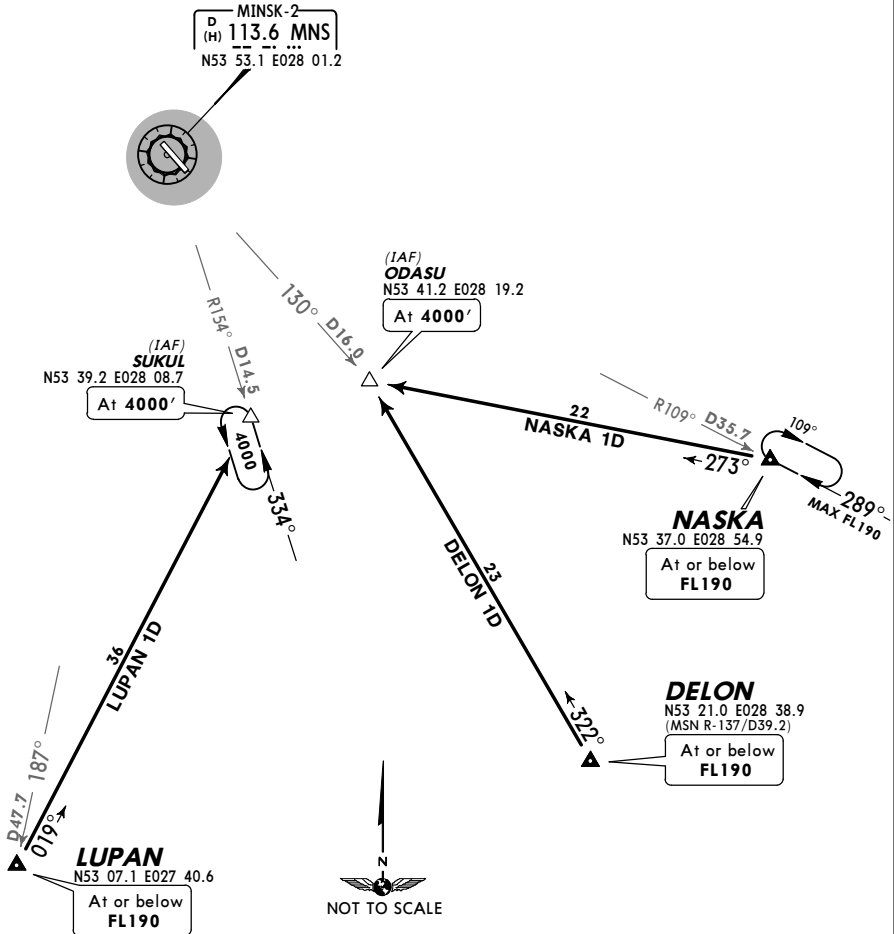 MINSK-2
D
(H) 113.6 MNS
N53 53.1 E028 01.2
(IAF)
ODASU
N53 41.2 E028 19.2
At 4000'
130° D16.0
R154° D14.5
(IAF)
SUKUL
N53 39.2 E028 08.7
At 4000'
4000
334°
22
NASKA 1D
273°
R109° D35.7
109°
289°
MAX FL190
NASKA
N53 37.0 E028 54.9
At or below
FL190
23
DELON 1D
322°
DELON
N53 21.0 E028 38.9
(MSN R-137/D39.2)
At or below
FL190
36
LUPAN 1D
D47.7 187°
019°
LUPAN
N53 07.1 E027 40.6
At or below
FL190
N
NOT TO SCALE